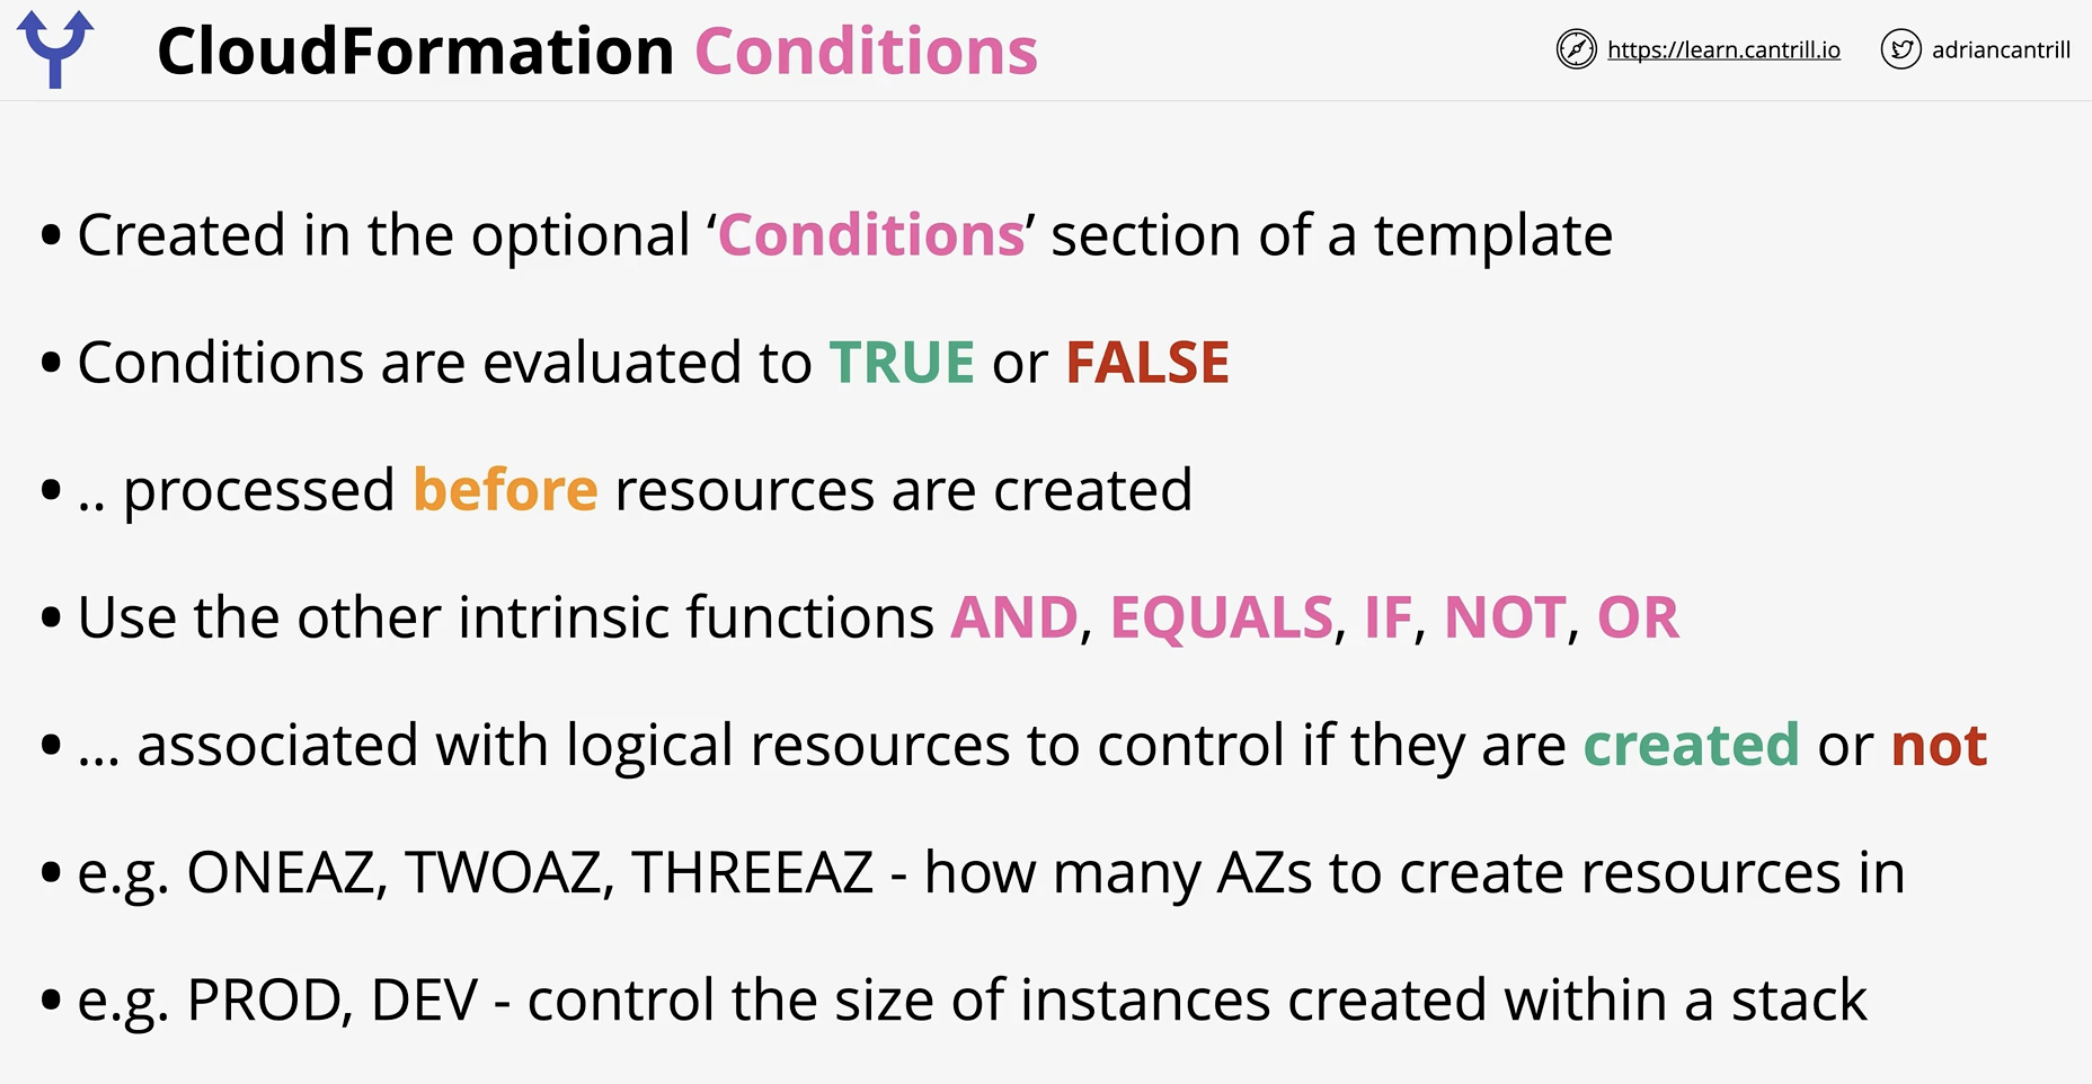 CloudFormation Conditions
https://learn.cantrill.io
adriancantrill
• Created in the optional ‘Conditions’ section of a template
• Conditions are evaluated to TRUE or FALSE
• .. processed before resources are created
• Use the other intrinsic functions AND, EQUALS, IF, NOT, OR
• ... associated with logical resources to control if they are created or not
• e.g. ONEAZ, TWOAZ, THREEAZ - how many AZs to create resources in
• e.g. PROD, DEV - control the size of instances created within a stack